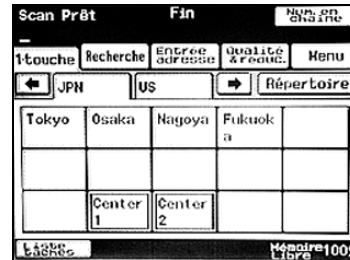 Scan Prêt Fin Num.en chaîne
1-touche Recherche Entrée adresse Qualité &réduc. Menu
JPN US Répertoire
Tokyo Osaka Nagoya Fukuok
a
Center Center
1 2
Liste tâches Mémoire Libre 100%